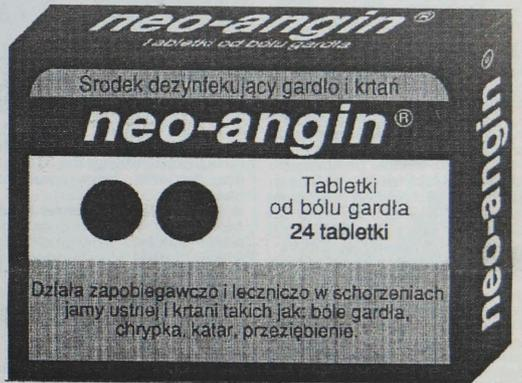 neo-angin®
Tabletki od bólu gardła
Środek dezynfekujący gardło i krtań
neo-angin®
Tabletki
od bólu gardła
24 tabletki
Działa zapobiegawczo i leczniczo w schorzeniach
jamy ustnej i krtani takich jak: bóle gardła,
chrypka, katar, przeziębienie.
neo-angin®